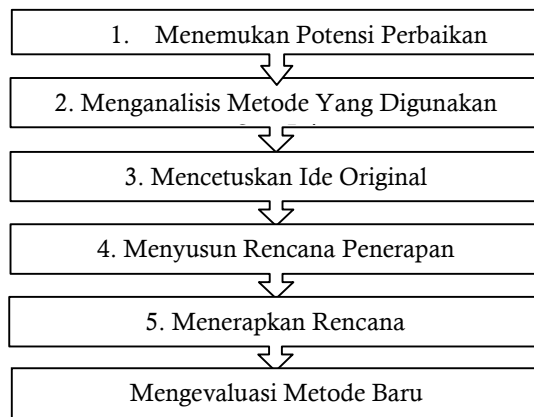 1. Menemukan Potensi Perbaikan
2. Menganalisis Metode Yang Digunakan
3. Mencetuskan Ide Original
4. Menyusun Rencana Penerapan
5. Menerapkan Rencana
Mengevaluasi Metode Baru